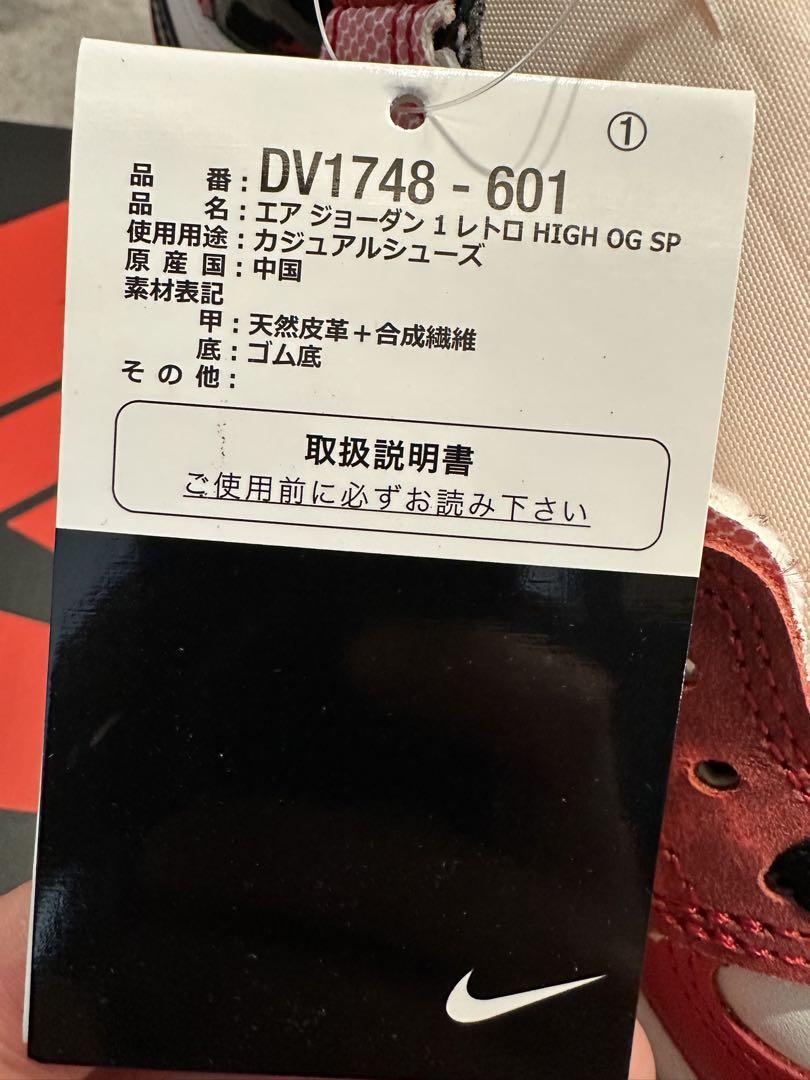 ①
品 番：DV1748 - 601
品 名：エア ジョーダン 1 レトロ HIGH OG SP
使用用途：カジュアルシューズ
原 産 国：中国
素材表記
甲：天然皮革＋合成繊維
底：ゴム底
そ の 他：
取扱説明書
ご使用前に必ずお読み下さい